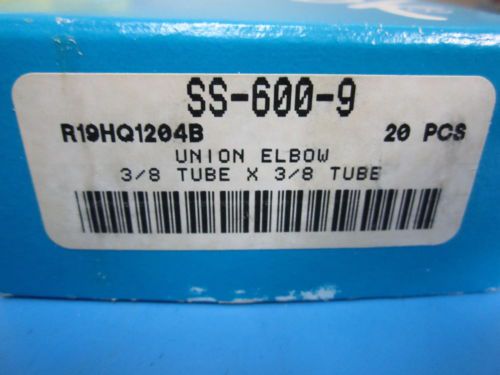 SS-600-9
R19HQ1204B 20 PCS
UNION ELBOW
3/8 TUBE X 3/8 TUBE